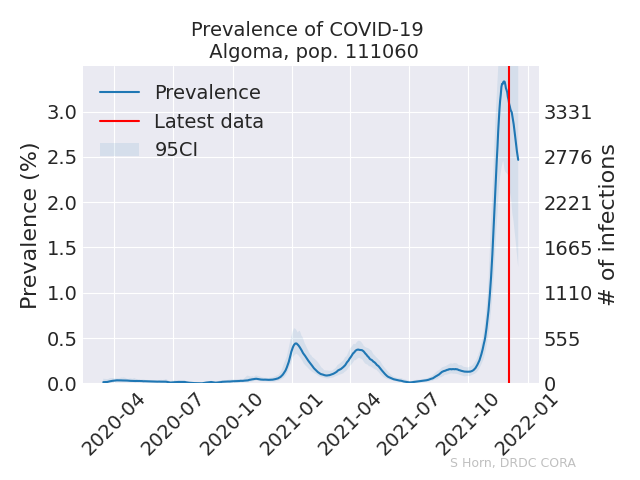 Prevalence of COVID-19
Algoma, pop. 111060
Prevalence
Latest data
95CI
Prevalence (%)
3.0
2.5
2.0
1.5
1.0
0.5
0.0
3331
2776
2221
1665
1110
555
0
# of infections
2020-04
2020-07
2020-10
2021-01
2021-04
2021-07
2021-10
2022-01
S Horn, DRDC CORA